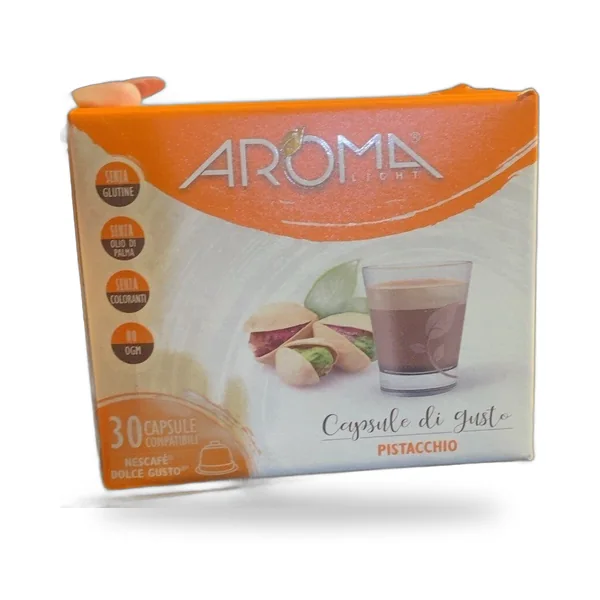 AROMA®
LIGHT
SENZA
GLUTINE
SENZA
OLIO DI
PALMA
SENZA
COLORANTI
NO
OGM
30 CAPSULE
COMPATIBILI
NESCAFÈ®
DOLCE GUSTO®*
Capsule di gusto
PISTACCHIO